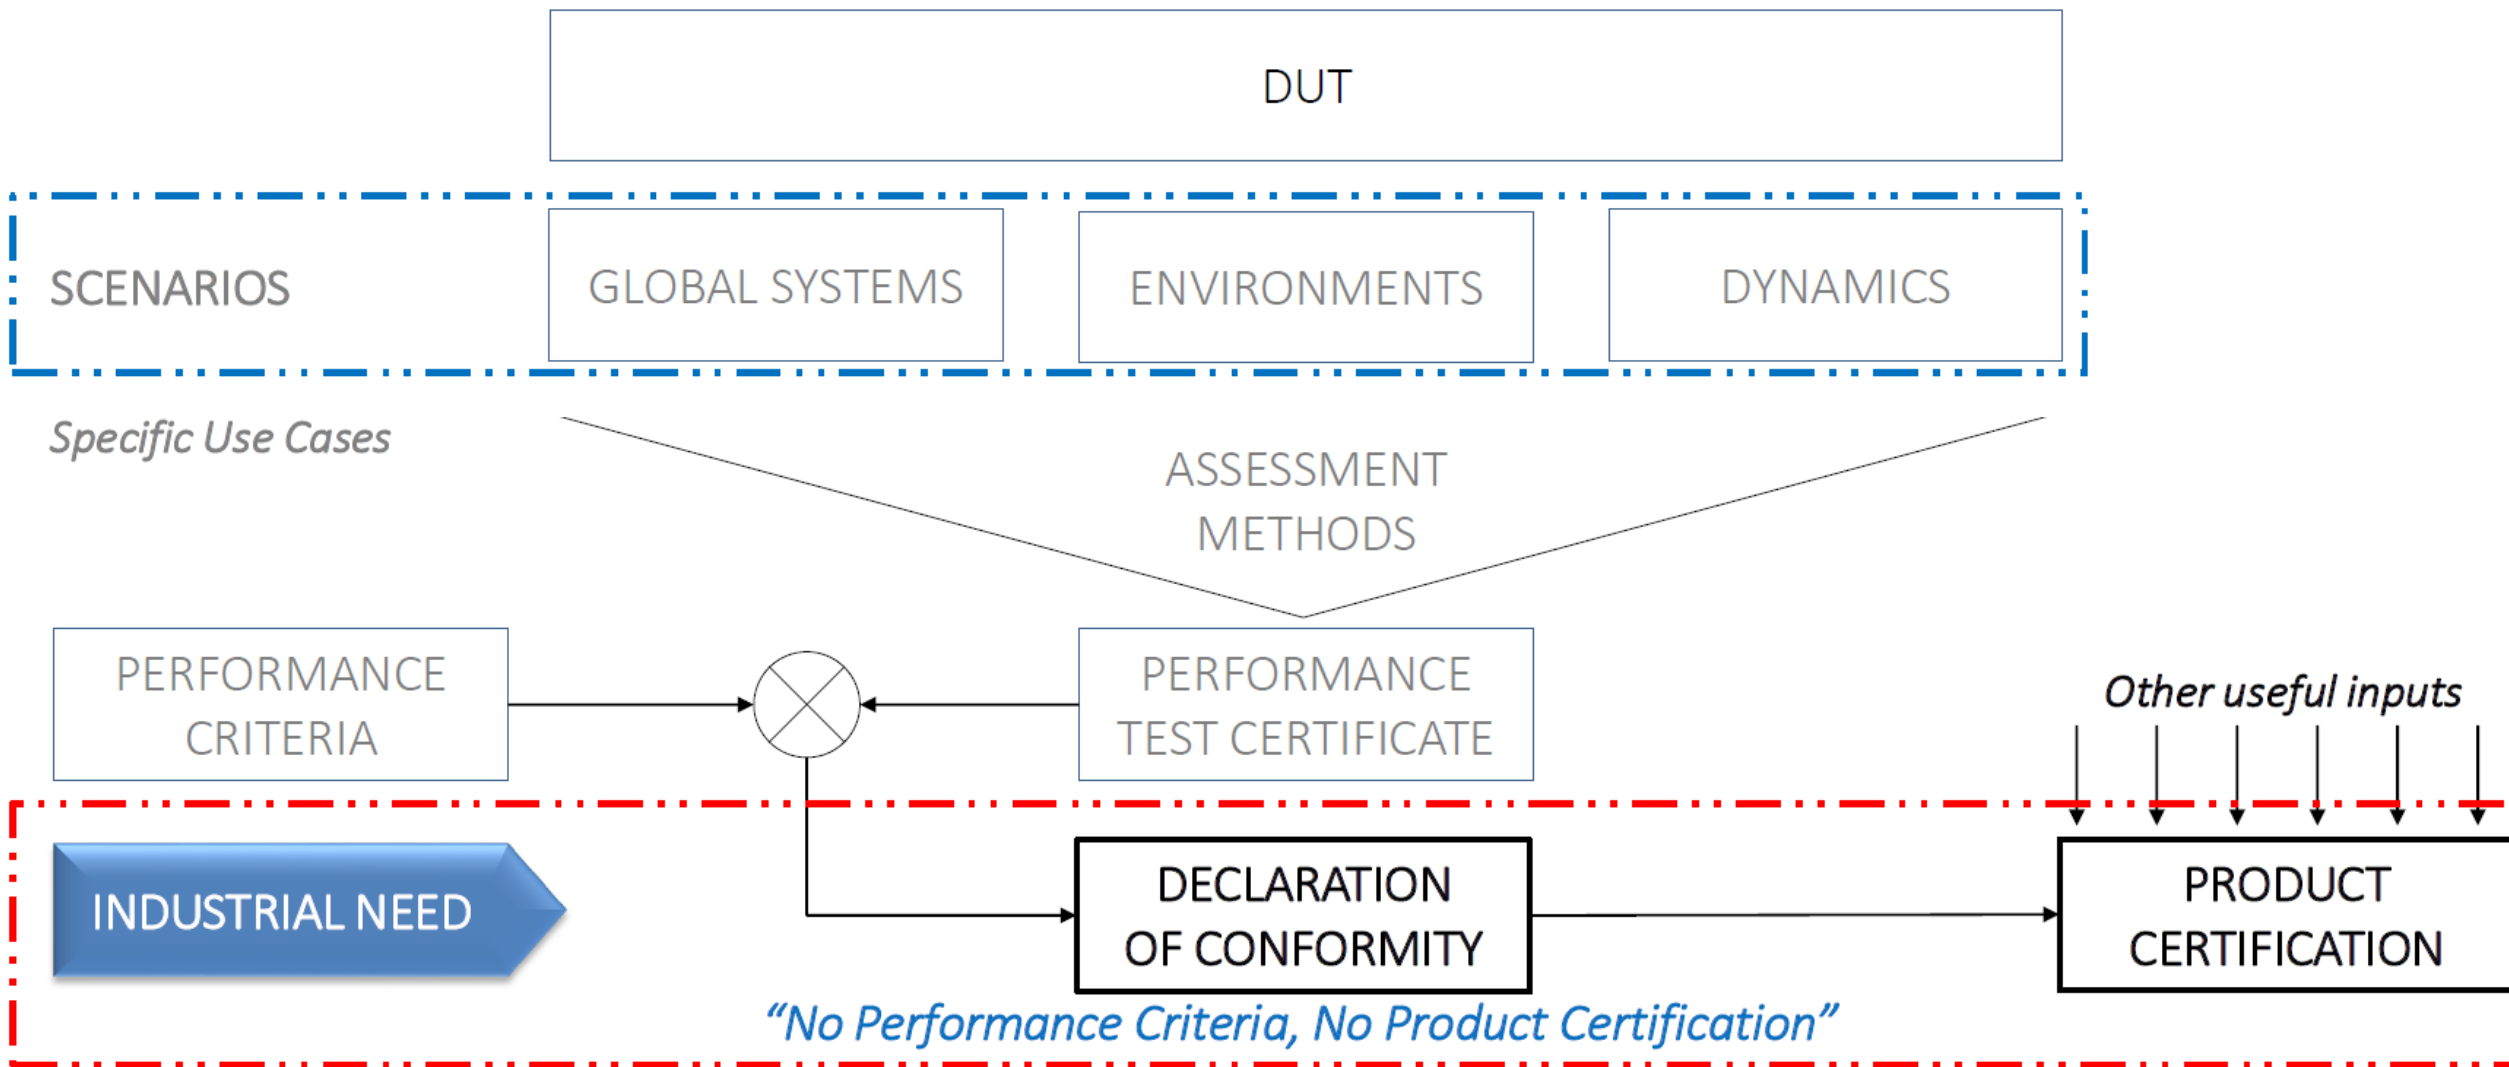 DUT
SCENARIOS
GLOBAL SYSTEMS
ENVIRONMENTS
DYNAMICS
Specific Use Cases
ASSESSMENT
METHODS
PERFORMANCE
CRITERIA
PERFORMANCE
TEST CERTIFICATE
Other useful inputs
INDUSTRIAL NEED
DECLARATION
OF CONFORMITY
PRODUCT
CERTIFICATION
“No Performance Criteria, No Product Certification”